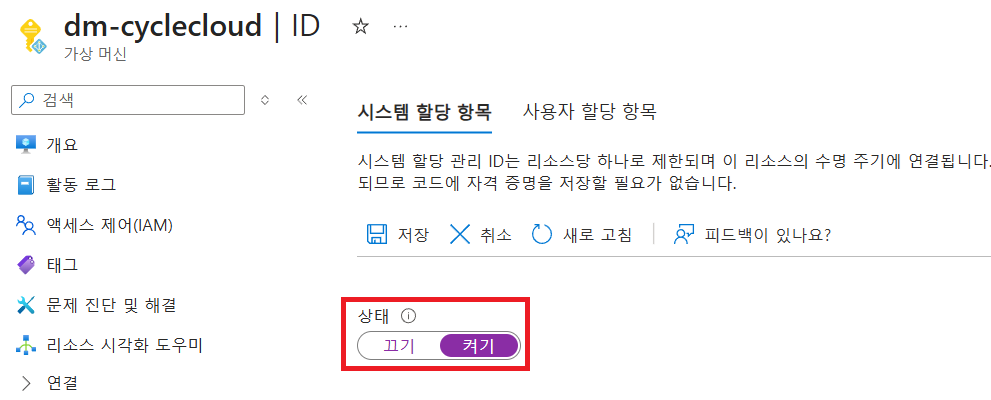 dm-cyclecloud | ID
가상 머신
검색
개요
활동 로그
액세스 제어(IAM)
태그
문제 진단 및 해결
리소스 시각화 도우미
연결
시스템 할당 항목 사용자 할당 항목
시스템 할당 관리 ID는 리소스당 하나로 제한되며 이 리소스의 수명 주기에 연결됩니다.
되므로 코드에 자격 증명을 저장할 필요가 없습니다.
저장 취소 새로 고침 피드백이 있나요?
상태
끄기 켜기